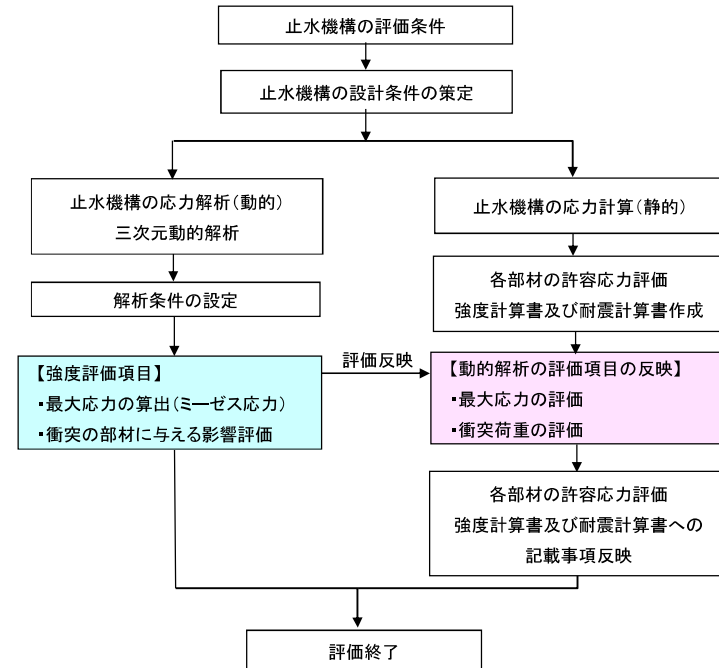 止水機構の評価条件
止水機構の設計条件の策定
止水機構の応力解析(動的)
三次元動的解析
解析条件の設定
【強度評価項目】
・最大応力の算出(ミーゼス応力)
・衝突の部材に与える影響評価
評価反映
止水機構の応力計算(静的)
各部材の許容応力評価
強度計算書及び耐震計算書作成
【動的解析の評価項目の反映】
・最大応力の評価
・衝突荷重の評価
各部材の許容応力評価
強度計算書及び耐震計算書への
記載事項反映
評価終了